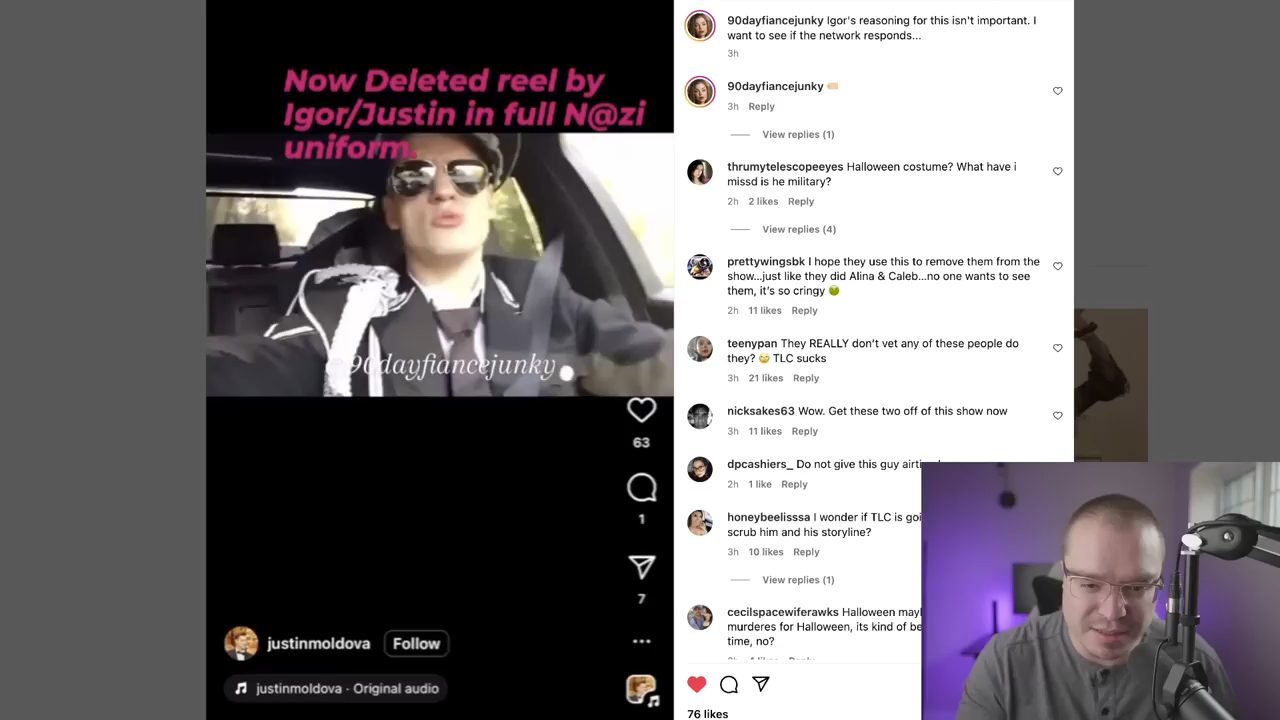 Now Deleted reel by
Igor/Justin in full N@zi
uniform.
@90dayfiancejunky
63
1
7
justinmoldova Follow
justinmoldova · Original audio
90dayfiancejunky Igor's reasoning for this isn't important. I
want to see if the network responds...
3h
90dayfiancejunky
3h Reply
View replies (1)
thrumytelescopeeyes Halloween costume? What have i
missd is he military?
2h 2 likes Reply
View replies (4)
prettywingsbk I hope they use this to remove them from the
show...just like they did Alina & Caleb...no one wants to see
them, it's so cringy 🤢
2h 11 likes Reply
teenypan They REALLY don't vet any of these people do
they? 🙄 TLC sucks
3h 21 likes Reply
nicksakes63 Wow. Get these two off of this show now
3h 11 likes Reply
dpcashiers_ Do not give this guy
2h 1 like Reply
honeybeelisssa I wonder if TLC is
scrub him and his storyline?
3h 10 likes Reply
View replies (1)
cecilspacewiferawks Halloween
murderes for Halloween, its kind of
time, no?
76 likes